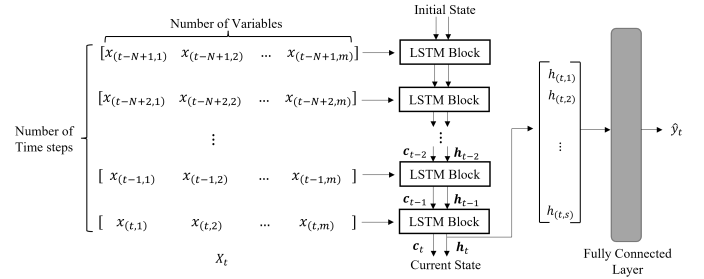 Number of Variables
Initial State
[x(t−N+1,1) x(t−N+1,2) ... x(t−N+1,m)]
LSTM Block
[x(t−N+2,1) x(t−N+2,2) ... x(t−N+2,m)]
LSTM Block
Number of
Time steps
⋮
⋮
c_{t−2} h_{t−2}
[ x(t−1,1) x(t−1,2) ... x(t−1,m) ]
LSTM Block
c_{t−1} h_{t−1}
[ x(t,1) x(t,2) ... x(t,m) ]
LSTM Block
c_t h_t
X_t
Current State
h(t,1)
h(t,2)
⋮
h(t,s)
ŷ_t
Fully Connected
Layer